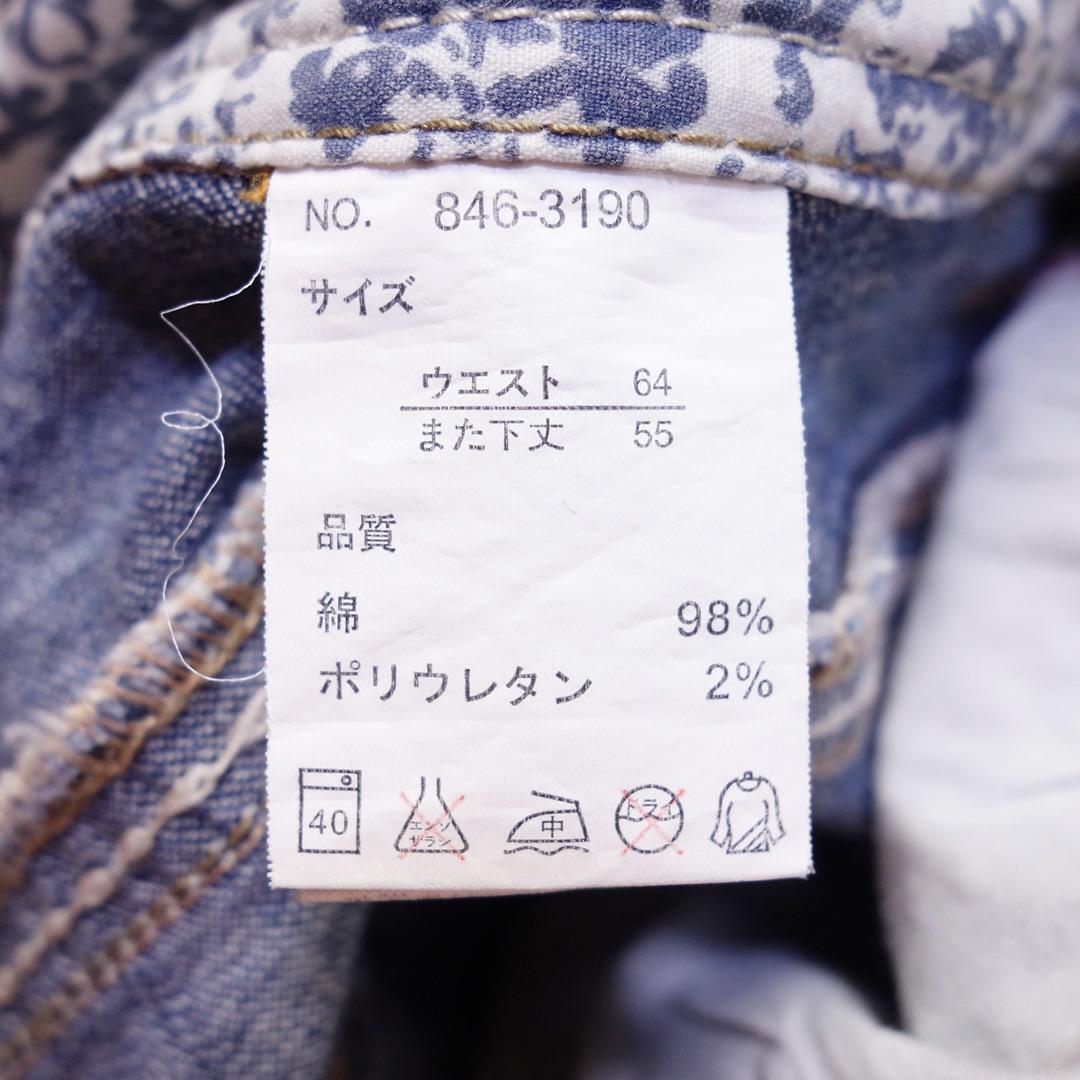 NO. 846-3190
サイズ
ウエスト 64
また下丈 55
品質
綿 98%
ポリウレタン 2%
40
エンソ
サラシ
中
ドライ